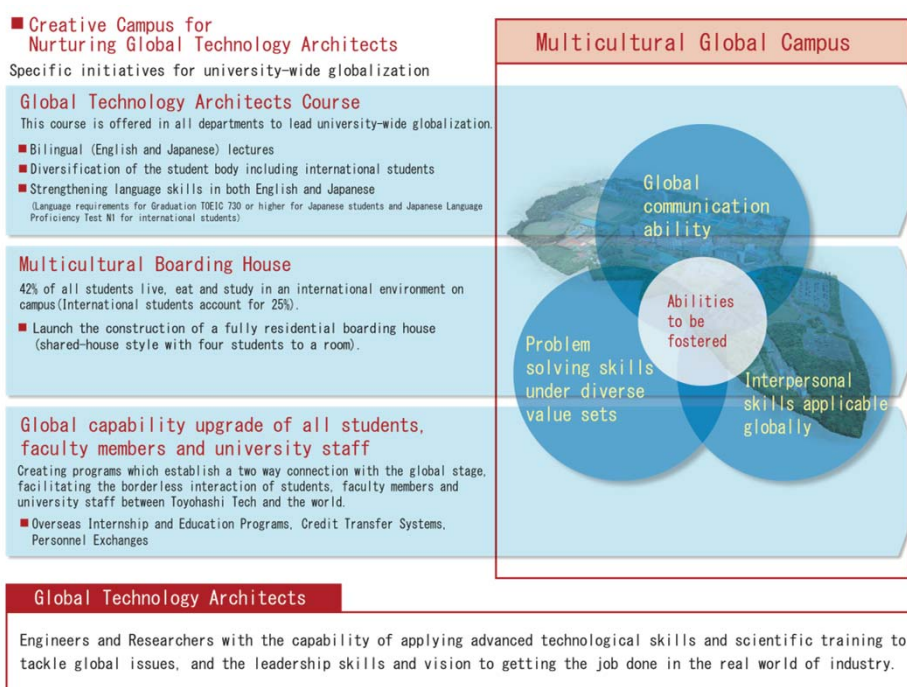 ■ Creative Campus for
Nurturing Global Technology Architects
Specific initiatives for university-wide globalization
Global Technology Architects Course
This course is offered in all departments to lead university-wide globalization.
■ Bilingual (English and Japanese) lectures
■ Diversification of the student body including international students
■ Strengthening language skills in both English and Japanese
(Language requirements for Graduation TOEIC 730 or higher for Japanese students and Japanese Language
Proficiency Test N1 for international students)
Multicultural Boarding House
42% of all students live, eat and study in an international environment on
campus(International students account for 25%).
■ Launch the construction of a fully residential boarding house
(shared-house style with four students to a room).
Global capability upgrade of all students,
faculty members and university staff
Creating programs which establish a two way connection with the global stage,
facilitating the borderless interaction of students, faculty members and
university staff between Toyohashi Tech and the world.
■ Overseas Internship and Education Programs, Credit Transfer Systems,
Personnel Exchanges
Multicultural Global Campus
Global
communication
ability
Abilities
to be
fostered
Problem
solving skills
under diverse
value sets
Interpersonal
skills applicable
globally
Global Technology Architects
Engineers and Researchers with the capability of applying advanced technological skills and scientific training to
tackle global issues, and the leadership skills and vision to getting the job done in the real world of industry.